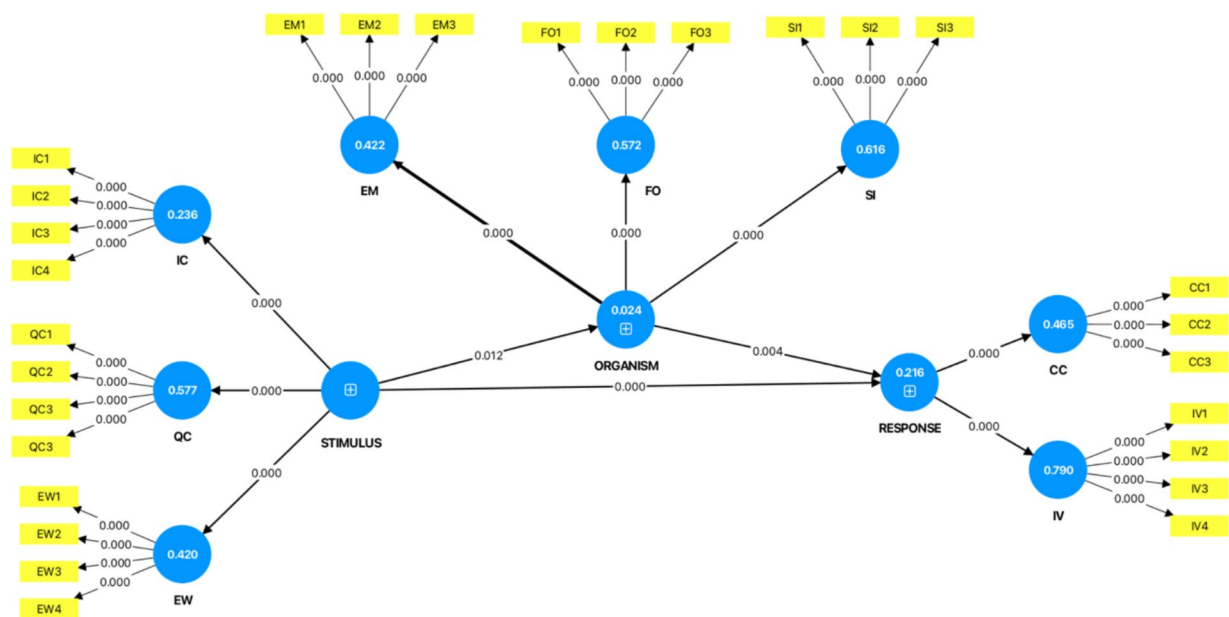 EM1
EM2
EM3
0.000
0.000
0.000
0.422
EM
FO1
FO2
FO3
0.000
0.000
0.000
0.572
FO
SI1
SI2
SI3
0.000
0.000
0.000
0.616
SI
IC1
IC2
IC3
IC4
0.000
0.000
0.000
0.000
0.236
IC
0.000
0.000
0.000
0.000
QC1
QC2
QC3
QC3
0.000
0.000
0.000
0.000
0.577
QC
0.000
STIMULUS
0.012
0.024
ORGANISM
0.004
0.000
0.216
RESPONSE
0.000
0.465
CC
0.000
0.000
0.000
CC1
CC2
CC3
0.000
0.790
IV
0.000
0.000
0.000
0.000
IV1
IV2
IV3
IV4
0.000
EW1
EW2
EW3
EW4
0.000
0.000
0.000
0.000
0.420
EW